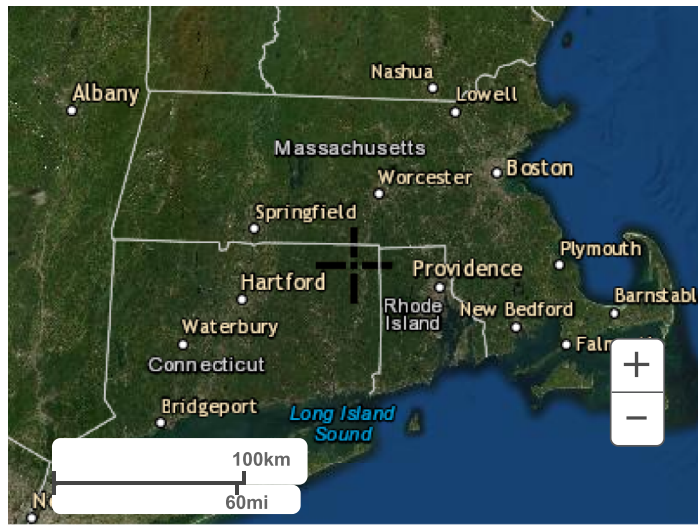 Nashua
Albany
Lowell
Massachusetts
Boston
Worcester
Springfield
Plymouth
Providence
Hartford
Barnstabl
Rhode
Island
New Bedford
Waterbury
Connecticut
Bridgeport
Long Island
Sound
+
−
100km
60mi